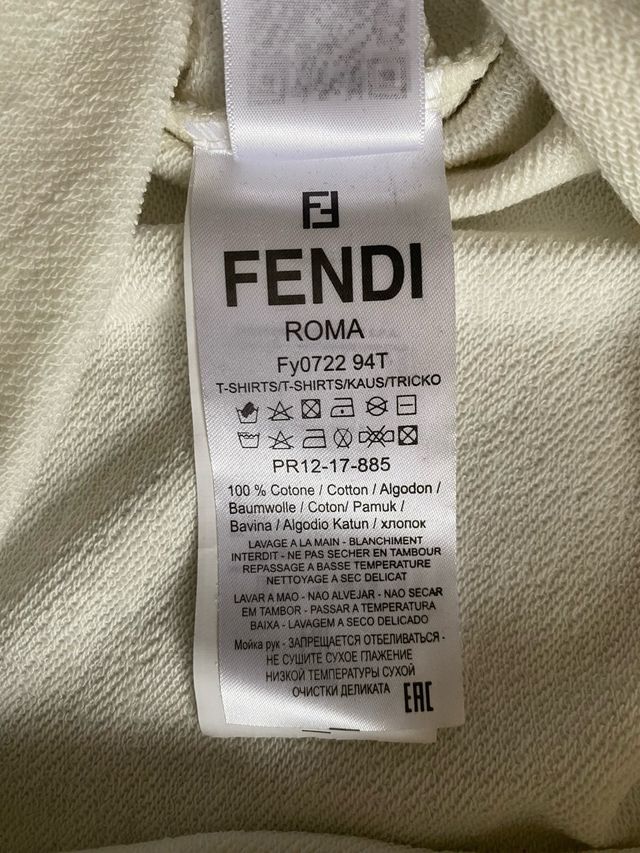 FENDI
ROMA
Fy0722 94T
T-SHIRTS/T-SHIRTS/KAUS/TRICKO
PR12-17-885
100 % Cotone / Cotton / Algodon /
Baumwolle / Coton/ Pamuk /
Bavina / Algodio Katun / хлопок
LAVAGE A LA MAIN - BLANCHIMENT
INTERDIT - NE PAS SECHER EN TAMBOUR
REPASSAGE A BASSE TEMPERATURE
NETTOYAGE A SEC DELICAT
LAVAR A MAO - NAO ALVEJAR - NAO SECAR
EM TAMBOR - PASSAR A TEMPERATURA
BAIXA - LAVAGEM A SECO DELICADO
Мойка рук - ЗАПРЕЩАЕТСЯ ОТБЕЛИВАТЬСЯ -
НЕ СУШИТЕ СУХОЕ ГЛАЖЕНИЕ
НИЗКОЙ ТЕМПЕРАТУРЫ СУХОЙ
ОЧИСТКИ ДЕЛИКАТА EAC